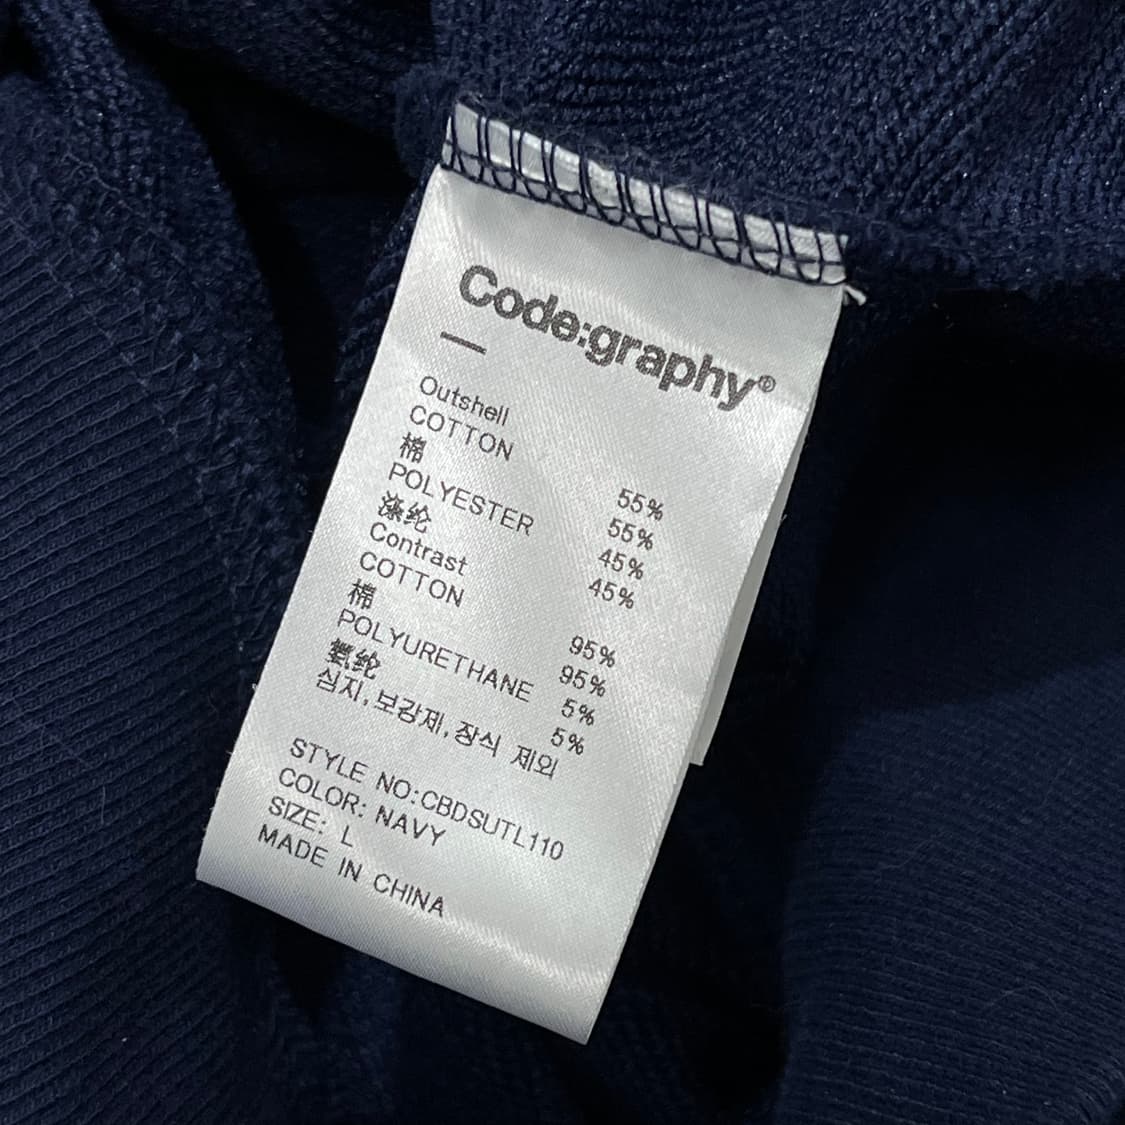 Code:graphy®
Outshell
COTTON 55%
棉 55%
POLYESTER 45%
涤纶 45%
Contrast
COTTON 95%
棉 95%
POLYURETHANE 5%
氨纶 5%
심지,보강제,장식 제외
STYLE NO:CBDSUTL110
COLOR: NAVY
SIZE: L
MADE IN CHINA